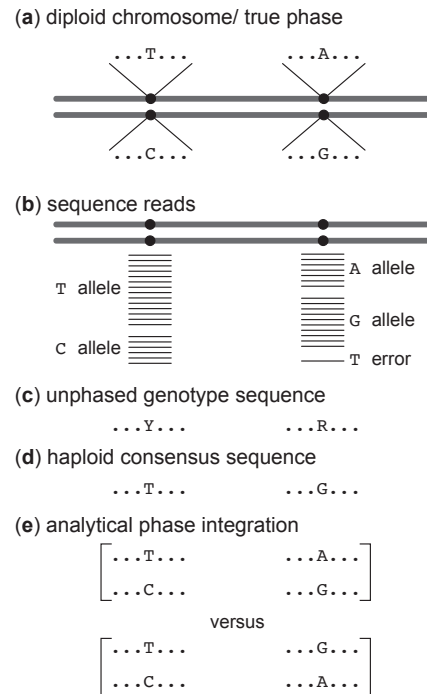 (a) diploid chromosome/ true phase
...T... ...A...
...C... ...G...
(b) sequence reads
A allele
T allele
G allele
C allele
T error
(c) unphased genotype sequence
...Y... ...R...
(d) haploid consensus sequence
...T... ...G...
(e) analytical phase integration
...T... ...A...
...C... ...G...
versus
...T... ...G...
...C... ...A...